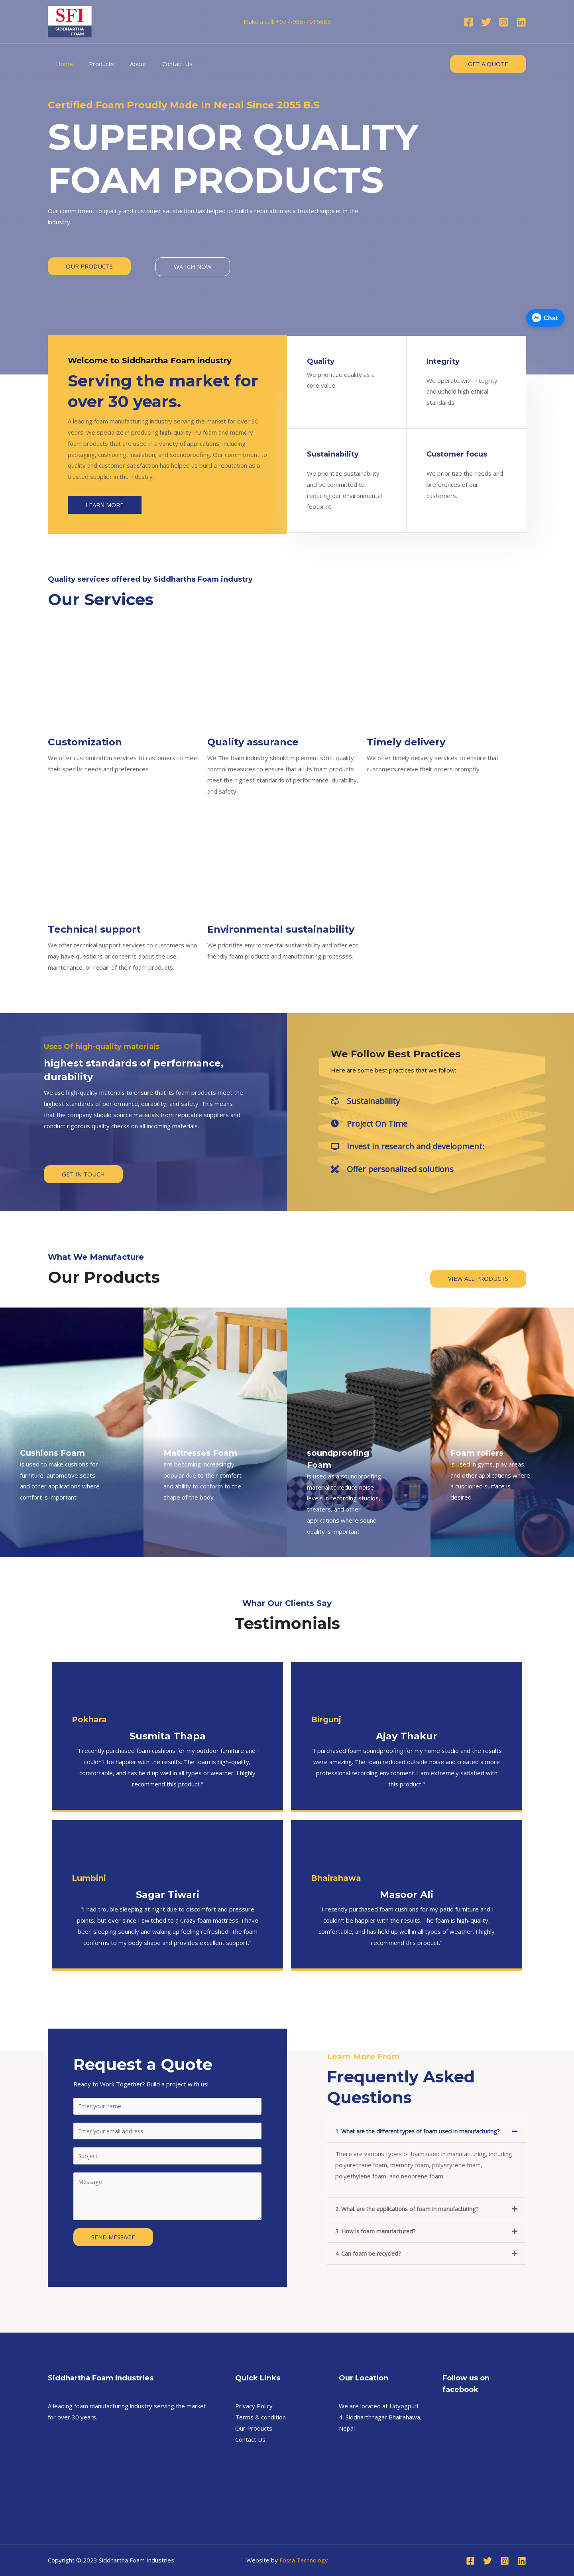 SFI
SIDDHARTHA
FOAM
Make a call: +977-985-7015685
Home
Products
About
Contact Us
GET A QUOTE
Certified Foam Proudly Made In Nepal Since 2055 B.S
SUPERIOR QUALITY
FOAM PRODUCTS
Our commitment to quality and customer satisfaction has helped us build a reputation as a trusted supplier in the
industry.
OUR PRODUCTS
WATCH NOW
Chat
Welcome to Siddhartha Foam industry
Serving the market for
over 30 years.
A leading foam manufacturing industry serving the market for over 30
years. We specialize in producing high-quality PU foam and memory
foam products that are used in a variety of applications, including
packaging, cushioning, insulation, and soundproofing. Our commitment to
quality and customer satisfaction has helped us build a reputation as a
trusted supplier in the industry.
LEARN MORE
Quality
We prioritize quality as a
core value.
Integrity
We operate with integrity
and uphold high ethical
standards.
Sustainability
We prioritize sustainability
and be committed to
reducing our environmental
footprint.
Customer focus
We prioritize the needs and
preferences of our
customers.
Quality services offered by Siddhartha Foam industry
Our Services
Customization
We offer customization services to customers to meet
their specific needs and preferences.
Quality assurance
We The foam industry should implement strict quality
control measures to ensure that all its foam products
meet the highest standards of performance, durability,
and safety.
Timely delivery
We offer timely delivery services to ensure that
customers receive their orders promptly.
Technical support
We offer technical support services to customers who
may have questions or concerns about the use,
maintenance, or repair of their foam products.
Environmental sustainability
We prioritize environmental sustainability and offer eco-
friendly foam products and manufacturing processes.
Uses Of high-quality materials
highest standards of performance,
durability
We use high-quality materials to ensure that its foam products meet the
highest standards of performance, durability, and safety. This means
that the company should source materials from reputable suppliers and
conduct rigorous quality checks on all incoming materials.
GET IN TOUCH
We Follow Best Practices
Here are some best practices that we follow:
Sustainablility
Project On Time
Invest in research and development:
Offer personalized solutions
What We Manufacture
Our Products
VIEW ALL PRODUCTS
Cushions Foam
is used to make cushions for
furniture, automotive seats,
and other applications where
comfort is important.
Mattresses Foam
are becoming increasingly
popular due to their comfort
and ability to conform to the
shape of the body.
soundproofing
Foam
is used as a soundproofing
material to reduce noise
levels in recording studios,
theaters, and other
applications where sound
quality is important.
Foam rollers
is used in gyms, play areas,
and other applications where
a cushioned surface is
desired.
Whar Our Clients Say
Testimonials
Pokhara
Susmita Thapa
"I recently purchased foam cushions for my outdoor furniture and I
couldn't be happier with the results. The foam is high-quality,
comfortable, and has held up well in all types of weather. I highly
recommend this product."
Birgunj
Ajay Thakur
"I purchased foam soundproofing for my home studio and the results
were amazing. The foam reduced outside noise and created a more
professional recording environment. I am extremely satisfied with
this product."
Lumbini
Sagar Tiwari
"I had trouble sleeping at night due to discomfort and pressure
points, but ever since I switched to a Crazy foam mattress, I have
been sleeping soundly and waking up feeling refreshed. The foam
conforms to my body shape and provides excellent support."
Bhairahawa
Masoor Ali
"I recently purchased foam cushions for my patio furniture and I
couldn't be happier with the results. The foam is high-quality,
comfortable, and has held up well in all types of weather. I highly
recommend this product."
Request a Quote
Ready to Work Together? Build a project with us!
Enter your name
Enter your email address
Subject
Message
SEND MESSAGE
Learn More From
Frequently Asked
Questions
1. What are the different types of foam used in manufacturing?
There are various types of foam used in manufacturing, including
polyurethane foam, memory foam, polystyrene foam,
polyethylene foam, and neoprene foam.
2. What are the applications of foam in manufacturing?
3. How is foam manufactured?
4. Can foam be recycled?
Siddhartha Foam Industries
A leading foam manufacturing industry serving the market
for over 30 years.
Quick Links
Privacy Policy
Terms & condition
Our Products
Contact Us
Our Location
We are located at Udyogpuri-
4, Siddharthnagar Bhairahawa,
Nepal
Follow us on
facebook
Copyright © 2023 Siddhartha Foam Industries
Website by Fossa Technology